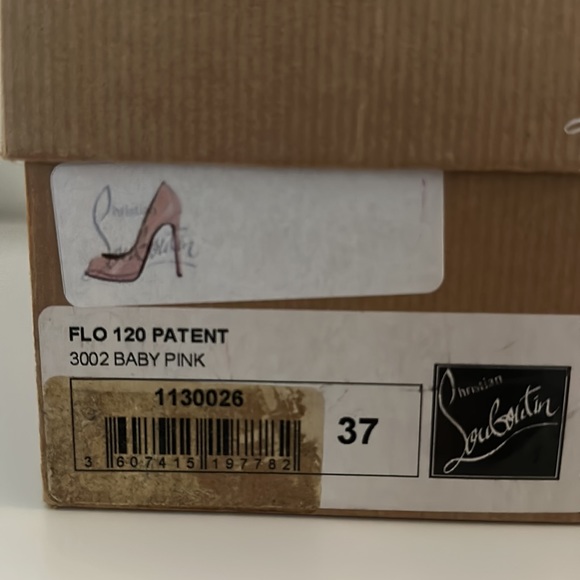 Christian
Louboutin
FLO 120 PATENT
3002 BABY PINK
1130026
37
3 607415 197782
Christian
Louboutin